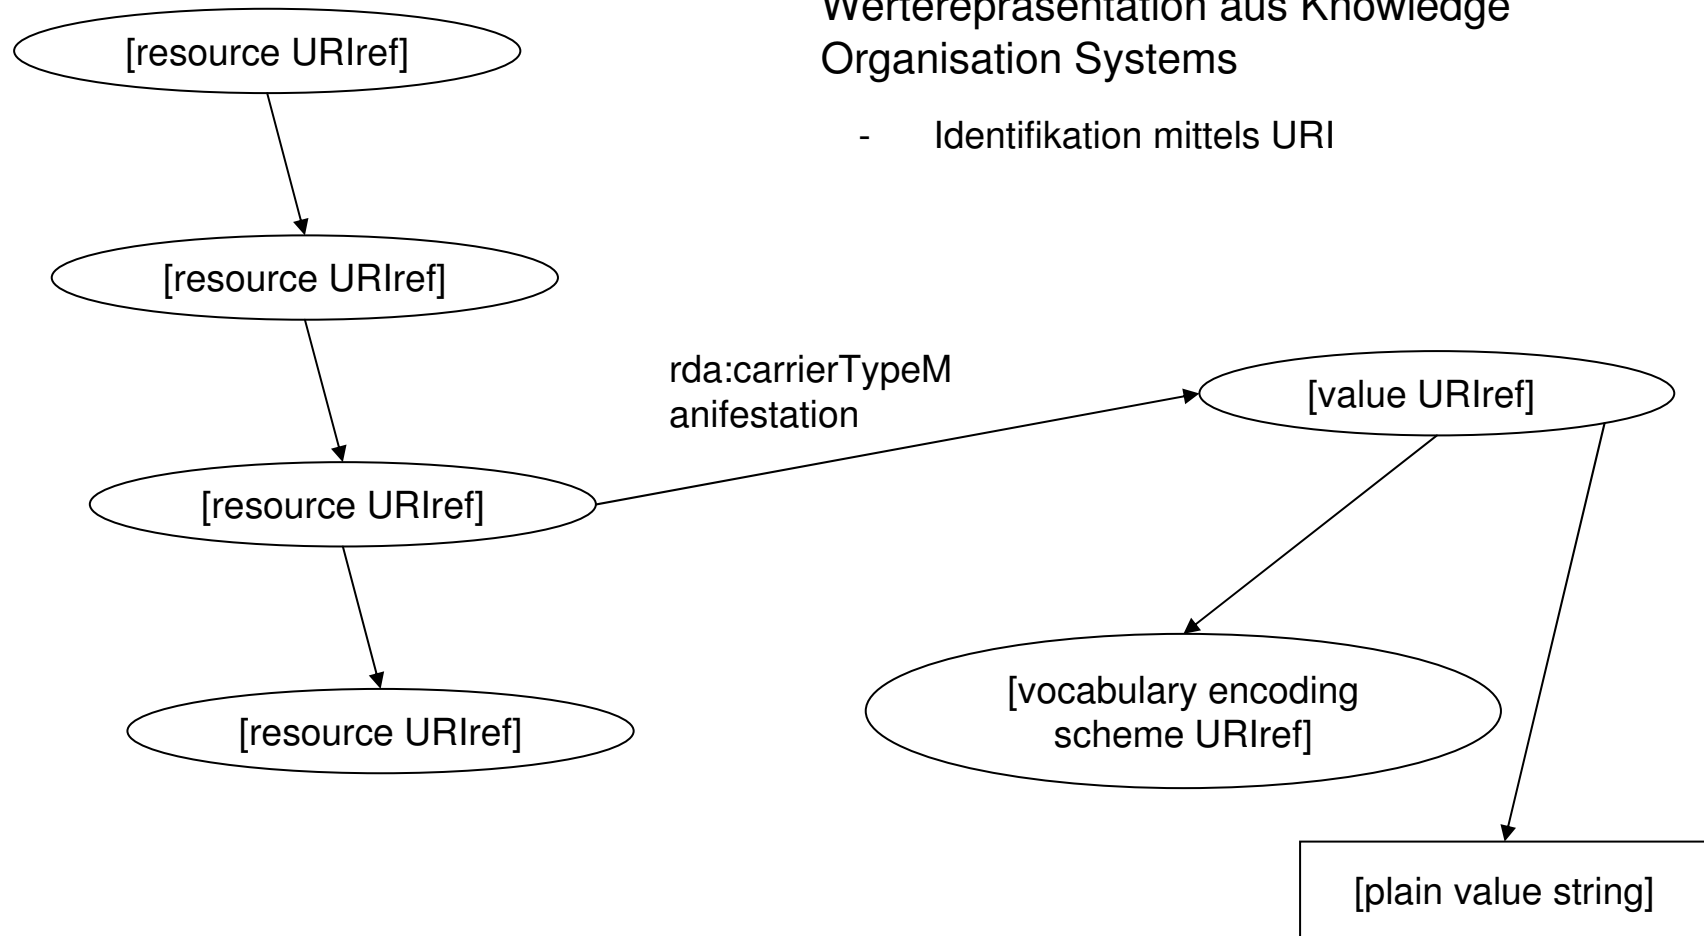 [resource URIref]
Werterepräsentation aus Knowledge
Organisation Systems
- Identifikation mittels URI
[resource URIref]
rda:carrierTypeM
anifestation
[value URIref]
[resource URIref]
[vocabulary encoding
scheme URIref]
[resource URIref]
[plain value string]